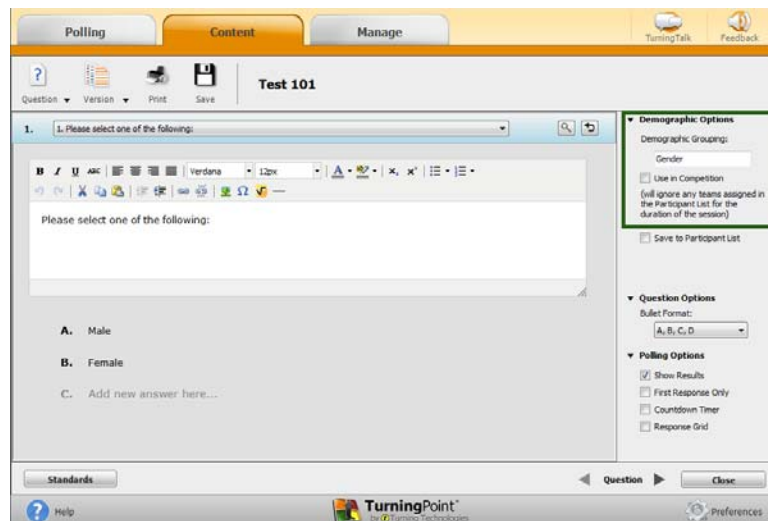 Polling
Content
Manage
TurningTalk
Feedback
Question
Version
Print
Save
Test 101
1.
1. Please select one of the following:
B I U ABC
Verdana
12px
A
x, x'
Ω
Please select one of the following:
A. Male
B. Female
C. Add new answer here...
Demographic Options
Demographic Grouping:
Gender
Use in Competition
(will ignore any teams assigned in
the Participant List for the
duration of the session)
Save to Participant List
Question Options
Bullet Format:
A, B, C, D
Polling Options
Show Results
First Response Only
Countdown Timer
Response Grid
Standards
Question
Close
? Help
TurningPoint
by Turning Technologies
Preferences